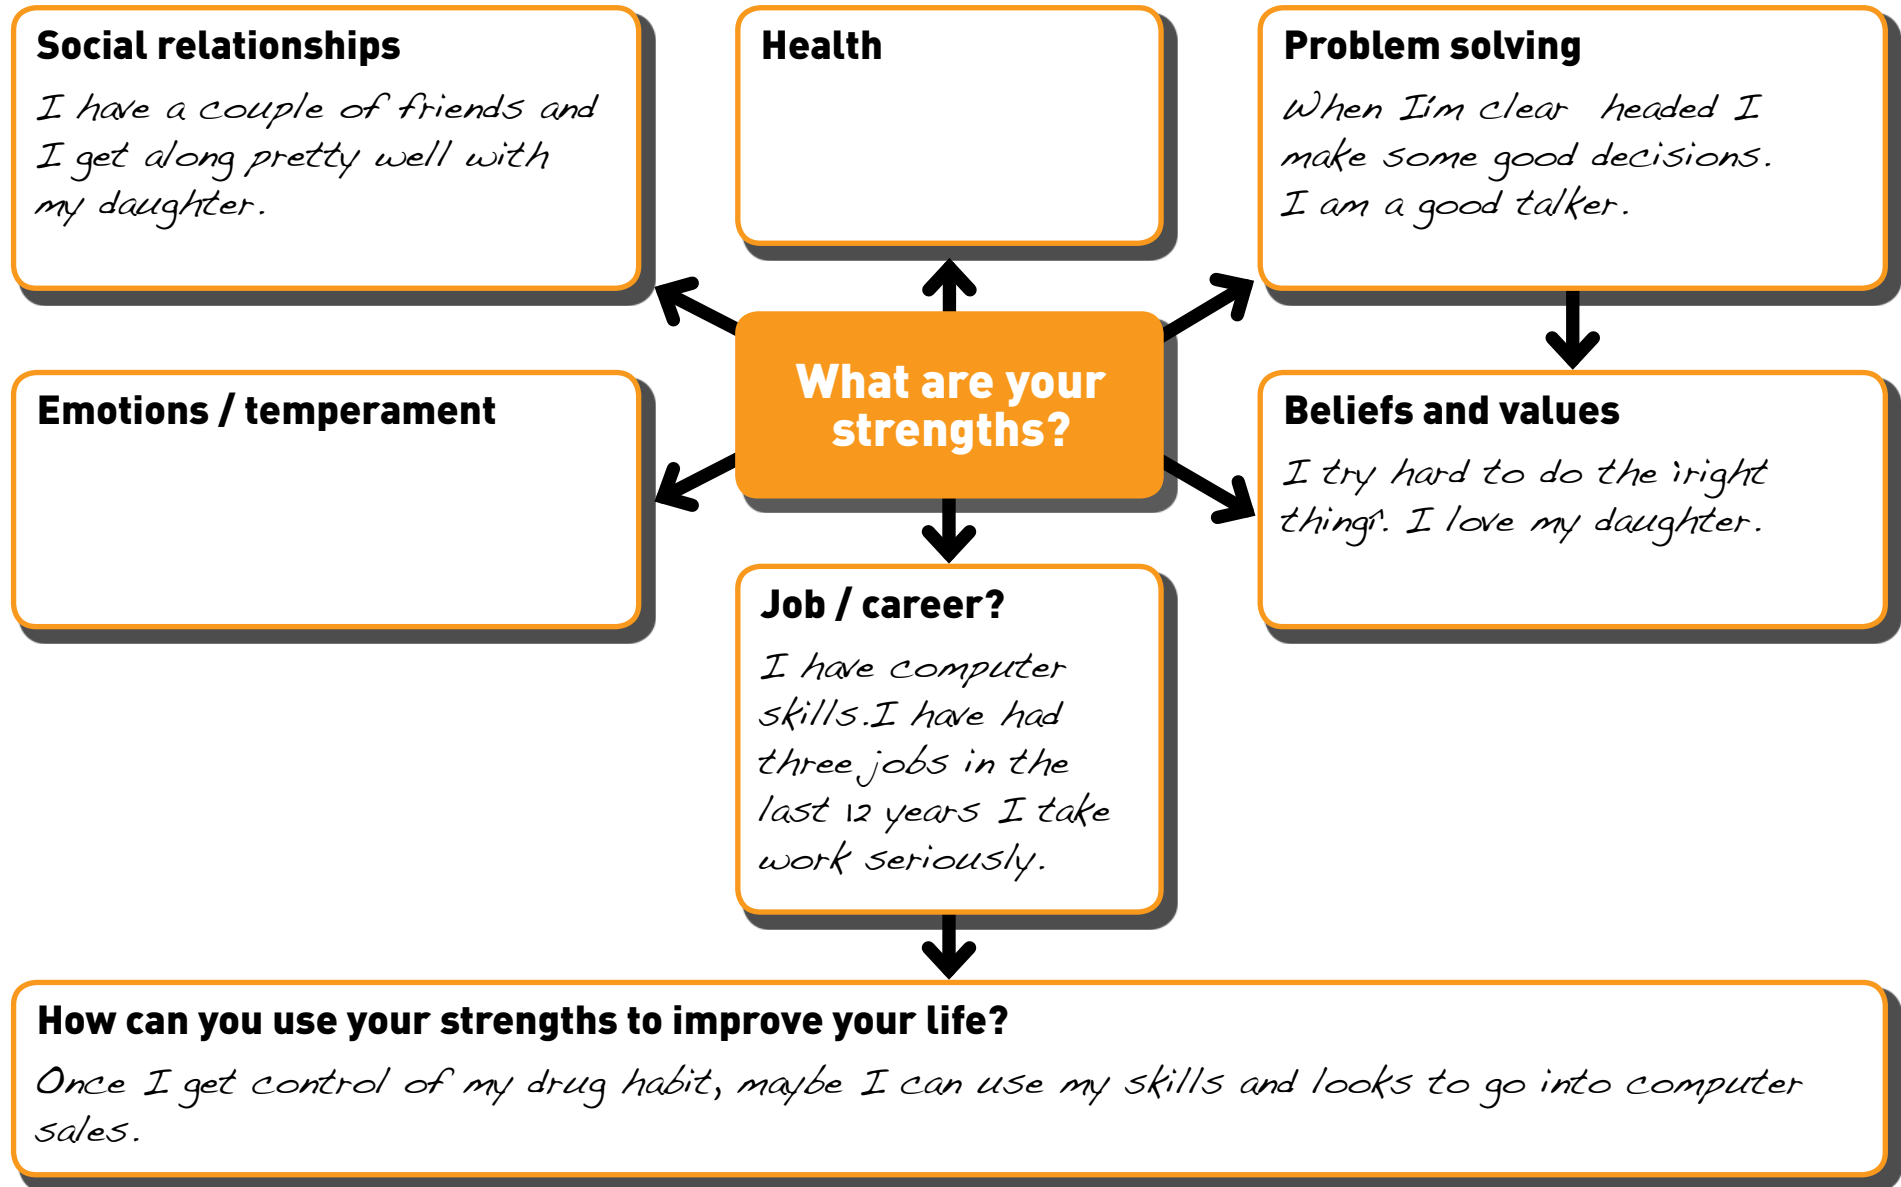 Social relationships
I have a couple of friends and
I get along pretty well with
my daughter.
Health
Problem solving
When Iím clear headed I
make some good decisions.
I am a good talker.
What are your
strengths?
Emotions / temperament
Beliefs and values
I try hard to do the ìright
thingî. I love my daughter.
Job / career?
I have computer
skills.I have had
three jobs in the
last 12 years I take
work seriously.
How can you use your strengths to improve your life?
Once I get control of my drug habit, maybe I can use my skills and looks to go into computer
sales.